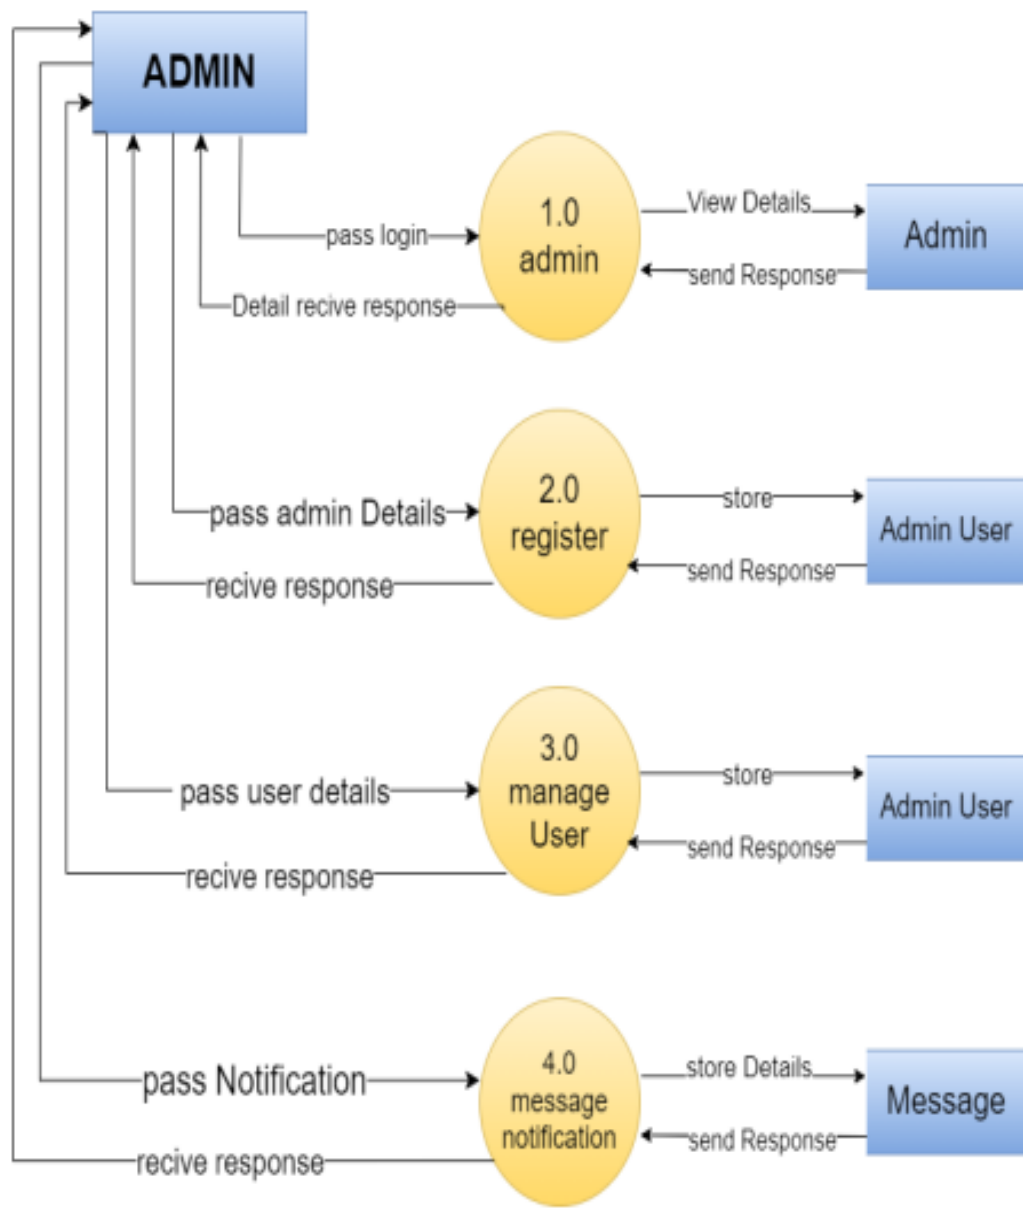 ADMIN
1.0
admin
View Details
Admin
pass login
send Response
Detail recive response
2.0
register
store
Admin User
pass admin Details
send Response
recive response
3.0
manage
User
store
Admin User
pass user details
send Response
recive response
4.0
message
notification
store Details
Message
pass Notification
send Response
recive response